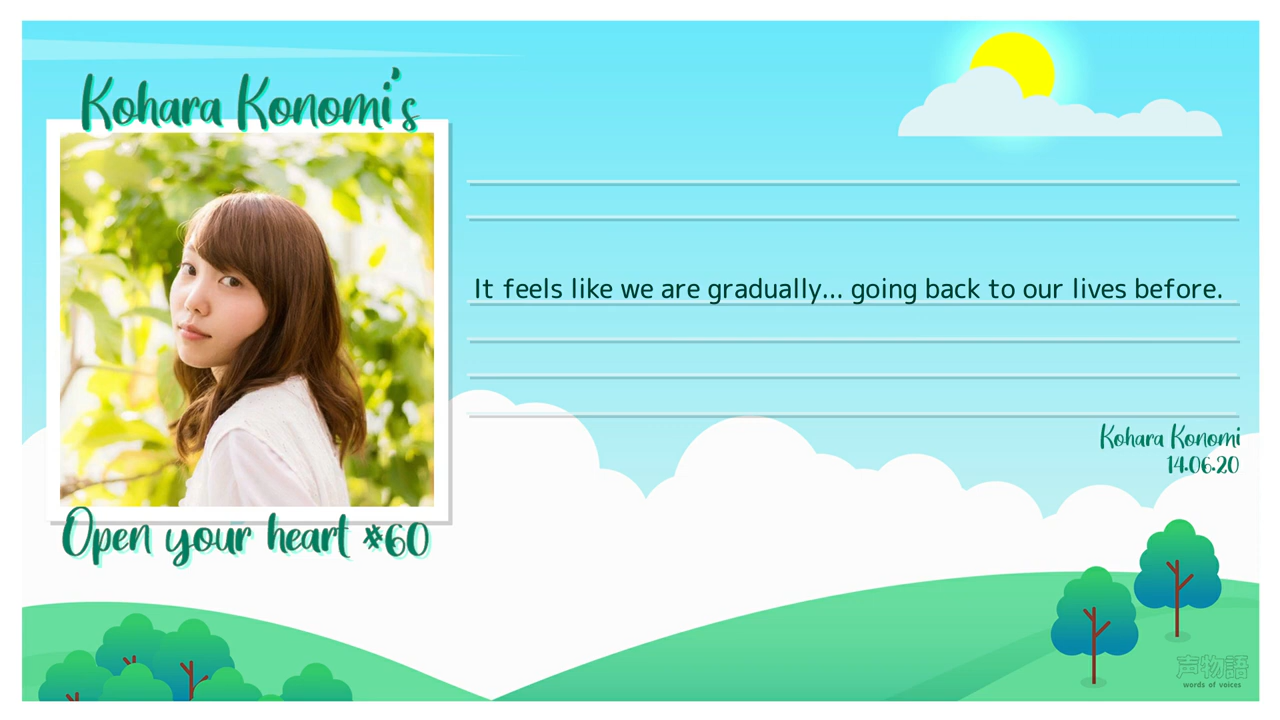 Kohara Konomi's
Open your heart #60
It feels like we are gradually... going back to our lives before.
Kohara Konomi
14.06.20
声物語
words of voices